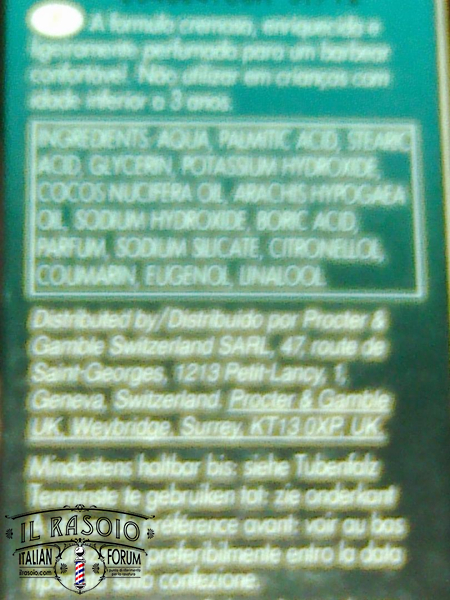 A fórmula cremosa, enriquecida e
ligeiramente perfumada para um barbear
confortável. Não utilizar em crianças com
idade inferior a 3 anos.
INGREDIENTS: AQUA, PALMITIC ACID, STEARIC
ACID, GLYCERIN, POTASSIUM HYDROXIDE,
COCOS NUCIFERA OIL, ARACHIS HYPOGAEA
OIL, SODIUM HYDROXIDE, BORIC ACID,
PARFUM, SODIUM SILICATE, CITRONELLOL,
COUMARIN, EUGENOL, LINALOOL
Distributed by/Distribuido por Procter &
Gamble Switzerland SARL, 47, route de
Saint-Georges, 1213 Petit-Lancy, 1,
Geneva, Switzerland. Procter & Gamble
UK, Weybridge, Surrey, KT13 0XP, UK.
Mindestens haltbar bis: siehe Tubenfalz
Tenminste te gebruiken tot: zie onderkant
référence avant: voir au bas
preferibilmente entro la data
confezione.
IL RASOIO
ITALIAN FORUM
ilrasoio.com